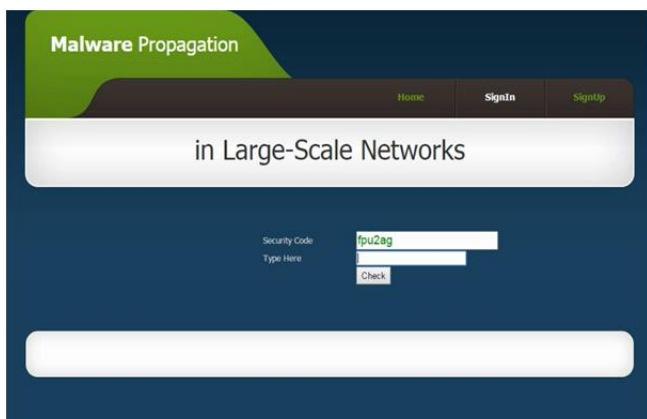 Malware Propagation
Home SignIn SignUp
in Large-Scale Networks
Security Code fpu2ag
Type Here
Check